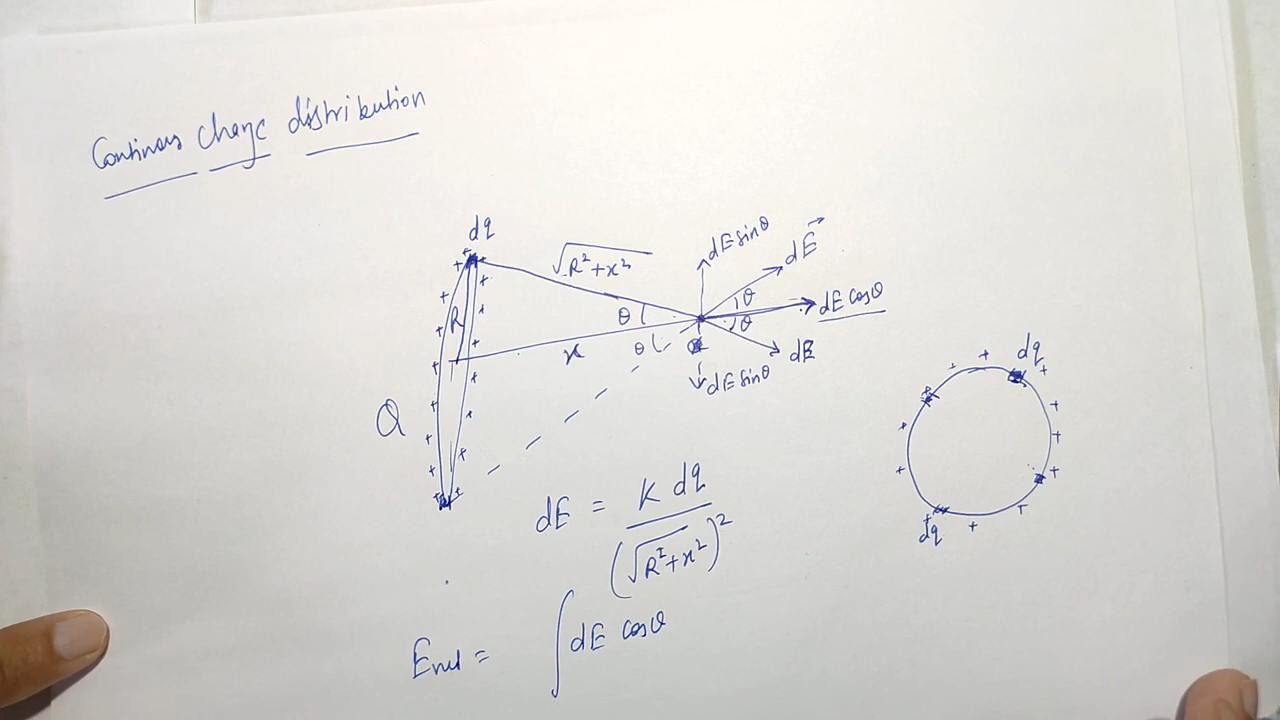 Continous charge distribution
dq
√R²+x²
dE sinθ
dE⃗
θ
dE cosθ
R
θ
θ
x
θ
dE
dE sinθ
dq
Q
dE = K dq / (√R²+x²)²
dq
Enet = ∫ dE cosθ